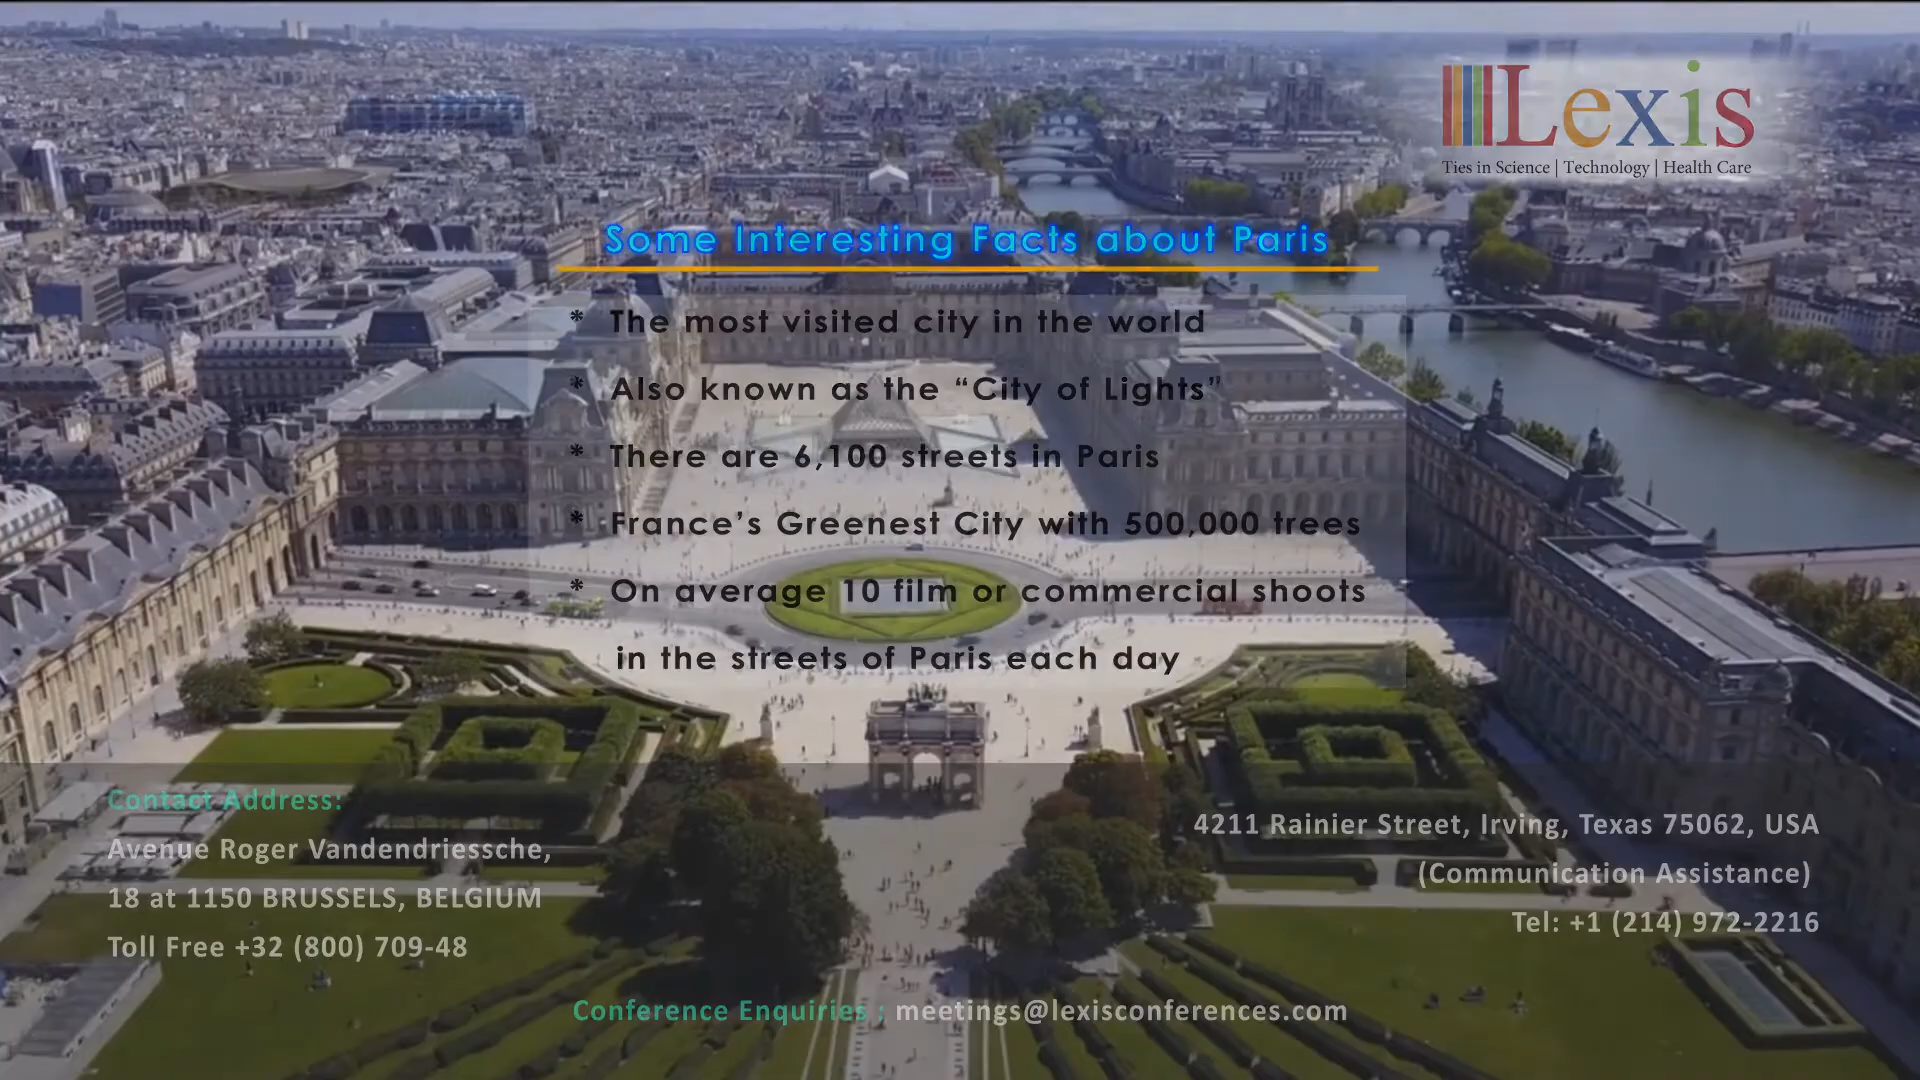 Lexis
Ties in Science | Technology | Health Care
Some Interesting Facts about Paris
* The most visited city in the world
* Also known as the “City of Lights”
* There are 6,100 streets in Paris
* France’s Greenest City with 500,000 trees
* On average 10 film or commercial shoots
in the streets of Paris each day
Contact Address:
Avenue Roger Vandendriessche,
18 at 1150 BRUSSELS, BELGIUM
Toll Free +32 (800) 709-48
4211 Rainier Street, Irving, Texas 75062, USA
(Communication Assistance)
Tel: +1 (214) 972-2216
Conference Enquiries : meetings@lexisconferences.com